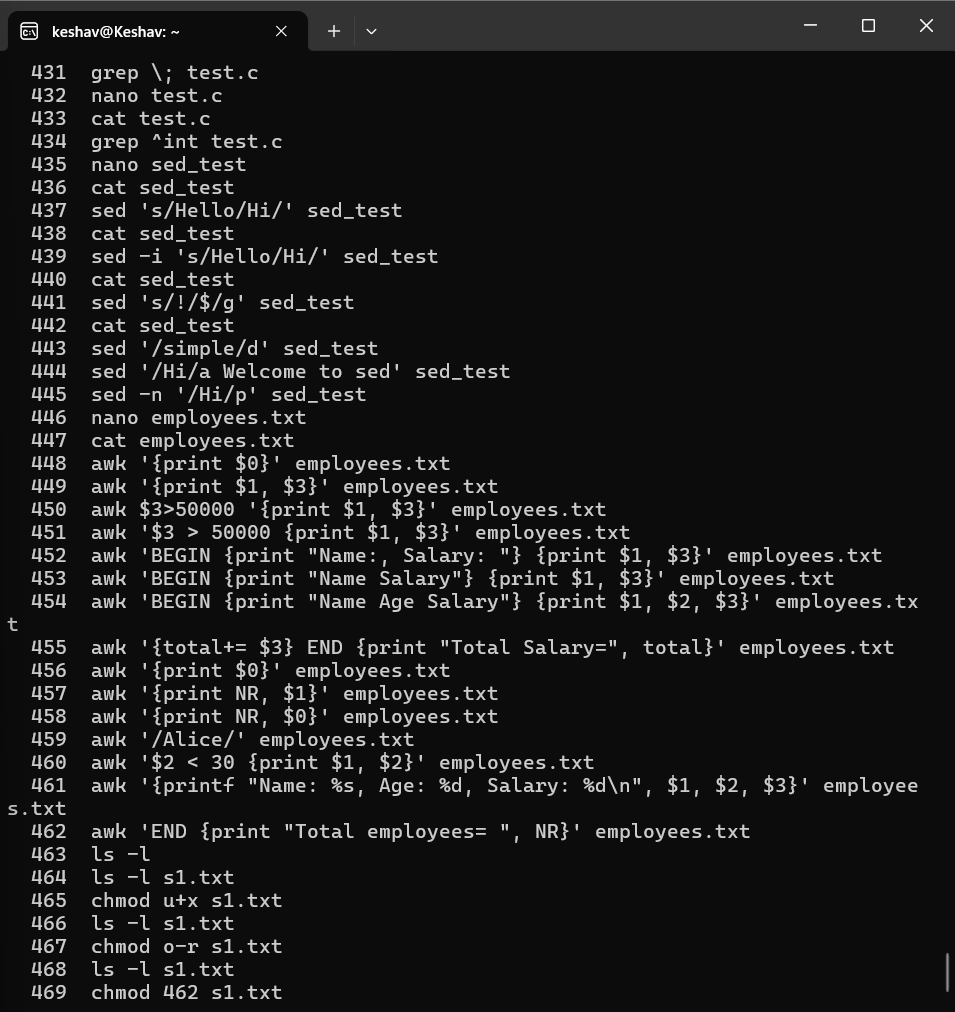 keshav@Keshav: ~
431 grep \; test.c
432 nano test.c
433 cat test.c
434 grep ^int test.c
435 nano sed_test
436 cat sed_test
437 sed 's/Hello/Hi/' sed_test
438 cat sed_test
439 sed -i 's/Hello/Hi/' sed_test
440 cat sed_test
441 sed 's/!/$/g' sed_test
442 cat sed_test
443 sed '/simple/d' sed_test
444 sed '/Hi/a Welcome to sed' sed_test
445 sed -n '/Hi/p' sed_test
446 nano employees.txt
447 cat employees.txt
448 awk '{print $0}' employees.txt
449 awk '{print $1, $3}' employees.txt
450 awk $3>50000 '{print $1, $3}' employees.txt
451 awk '$3 > 50000 {print $1, $3}' employees.txt
452 awk 'BEGIN {print "Name:, Salary: "} {print $1, $3}' employees.txt
453 awk 'BEGIN {print "Name Salary"} {print $1, $3}' employees.txt
454 awk 'BEGIN {print "Name Age Salary"} {print $1, $2, $3}' employees.tx
t
455 awk '{total+= $3} END {print "Total Salary=", total}' employees.txt
456 awk '{print $0}' employees.txt
457 awk '{print NR, $1}' employees.txt
458 awk '{print NR, $0}' employees.txt
459 awk '/Alice/' employees.txt
460 awk '$2 < 30 {print $1, $2}' employees.txt
461 awk '{printf "Name: %s, Age: %d, Salary: %d\n", $1, $2, $3}' employee
s.txt
462 awk 'END {print "Total employees= ", NR}' employees.txt
463 ls -l
464 ls -l s1.txt
465 chmod u+x s1.txt
466 ls -l s1.txt
467 chmod o-r s1.txt
468 ls -l s1.txt
469 chmod 462 s1.txt